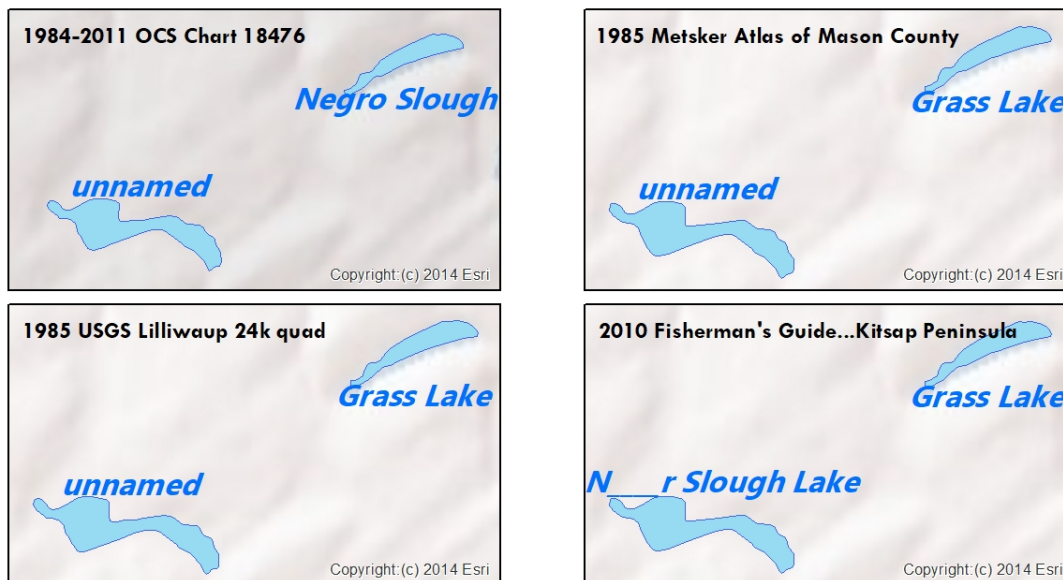 1984-2011 OCS Chart 18476
Negro Slough
unnamed
Copyright:(c) 2014 Esri
1985 Metsker Atlas of Mason County
Grass Lake
unnamed
Copyright:(c) 2014 Esri
1985 USGS Lilliwaup 24k quad
Grass Lake
unnamed
Copyright:(c) 2014 Esri
2010 Fisherman's Guide...Kitsap Peninsula
Grass Lake
N____r Slough Lake
Copyright:(c) 2014 Esri